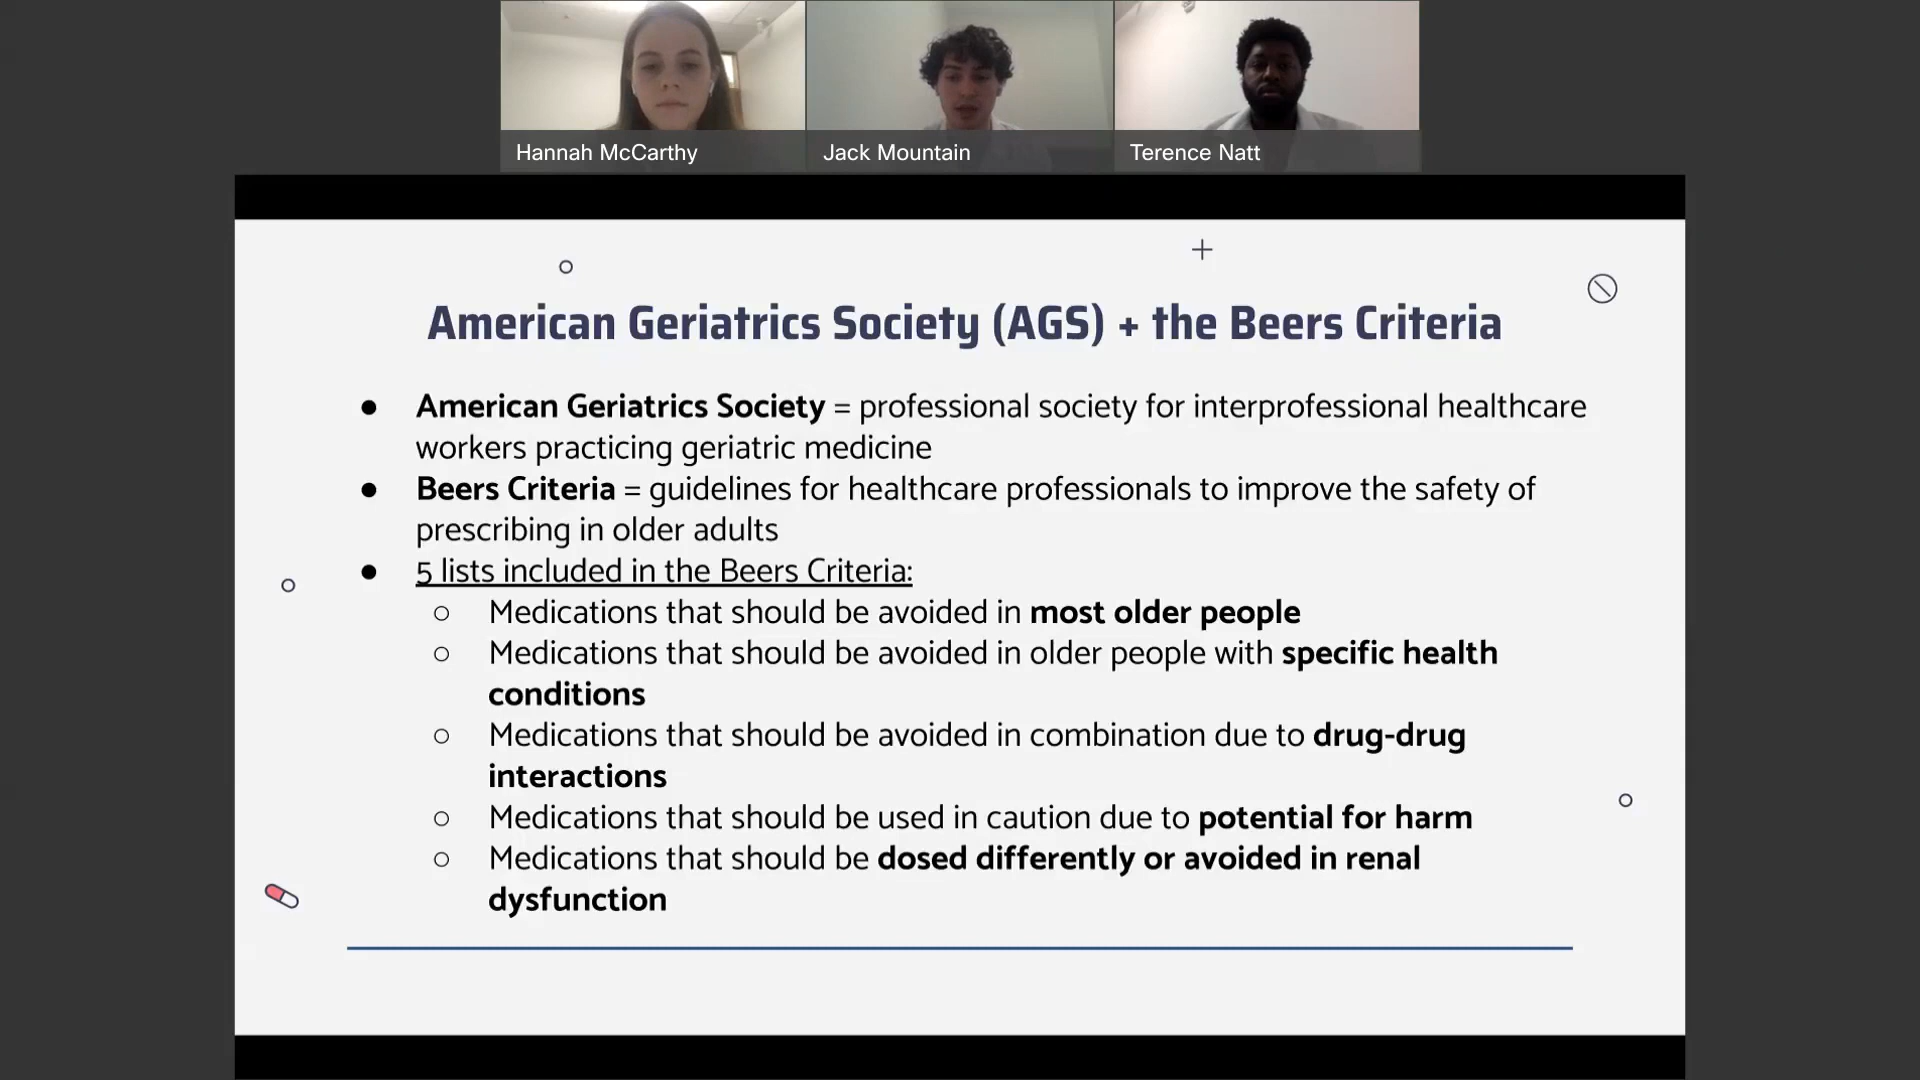 Hannah McCarthy
Jack Mountain
Terence Natt
American Geriatrics Society (AGS) + the Beers Criteria
● American Geriatrics Society = professional society for interprofessional healthcare
workers practicing geriatric medicine
● Beers Criteria = guidelines for healthcare professionals to improve the safety of
prescribing in older adults
● 5 lists included in the Beers Criteria:
○ Medications that should be avoided in most older people
○ Medications that should be avoided in older people with specific health
conditions
○ Medications that should be avoided in combination due to drug-drug
interactions
○ Medications that should be used in caution due to potential for harm
○ Medications that should be dosed differently or avoided in renal
dysfunction